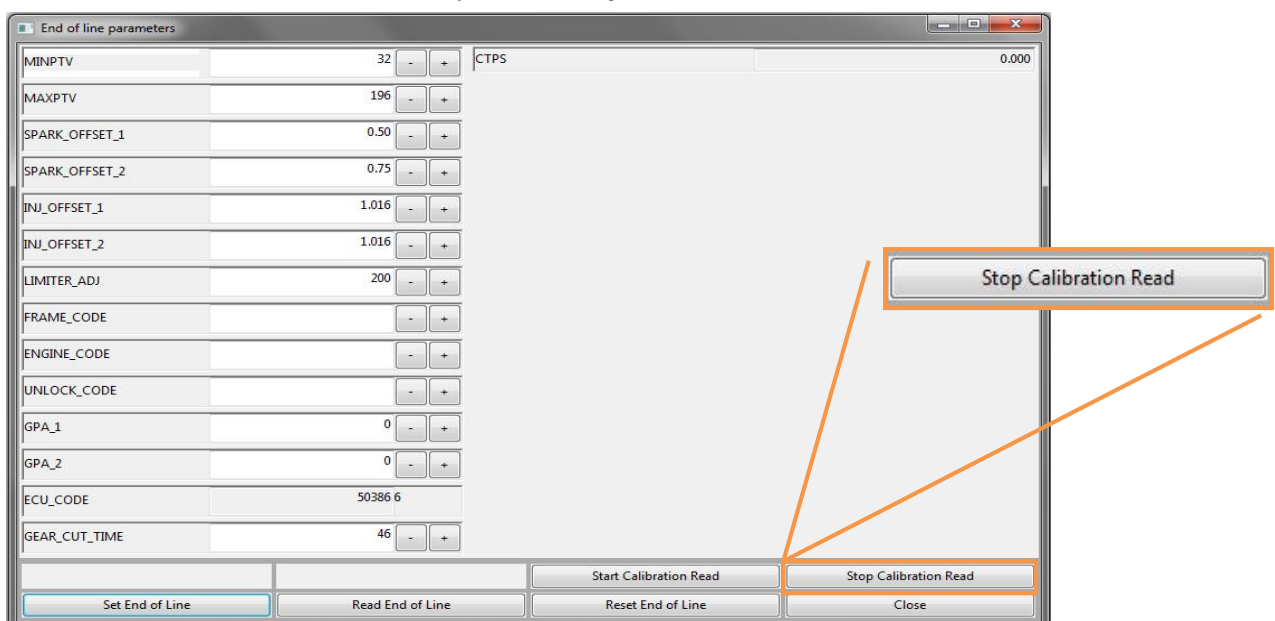 End of line parameters
MINPTV 32 - + CTPS 0.000
MAXPTV 196 - +
SPARK_OFFSET_1 0.50 - +
SPARK_OFFSET_2 0.75 - +
INJ_OFFSET_1 1.016 - +
INJ_OFFSET_2 1.016 - +
LIMITER_ADJ 200 - +
FRAME_CODE - +
ENGINE_CODE - +
UNLOCK_CODE - +
GPA_1 0 - +
GPA_2 0 - +
ECU_CODE 50386 6
GEAR_CUT_TIME 46 - +
Stop Calibration Read
Start Calibration Read Stop Calibration Read
Set End of Line Read End of Line Reset End of Line Close